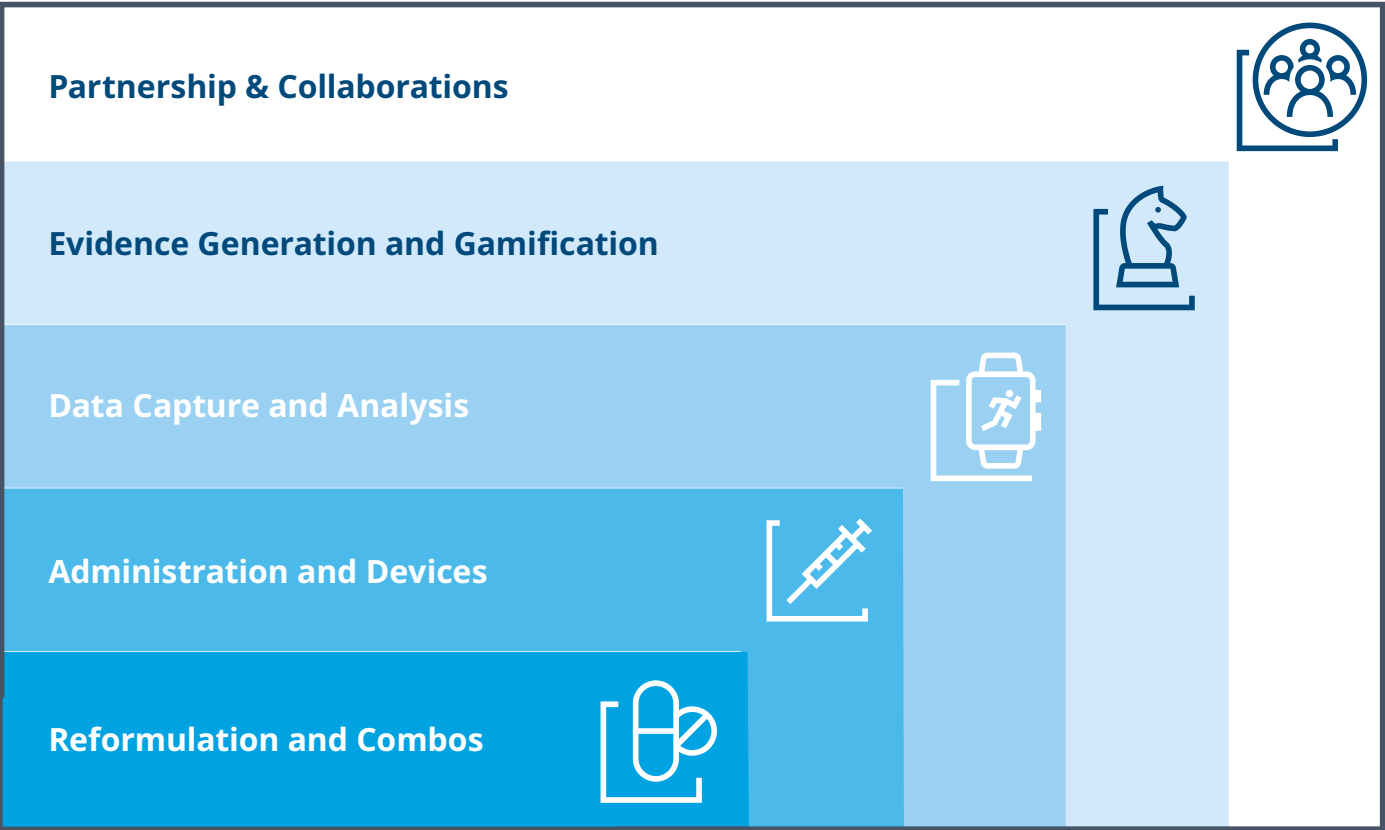 Partnership & Collaborations
Evidence Generation and Gamification
Data Capture and Analysis
Administration and Devices
Reformulation and Combos